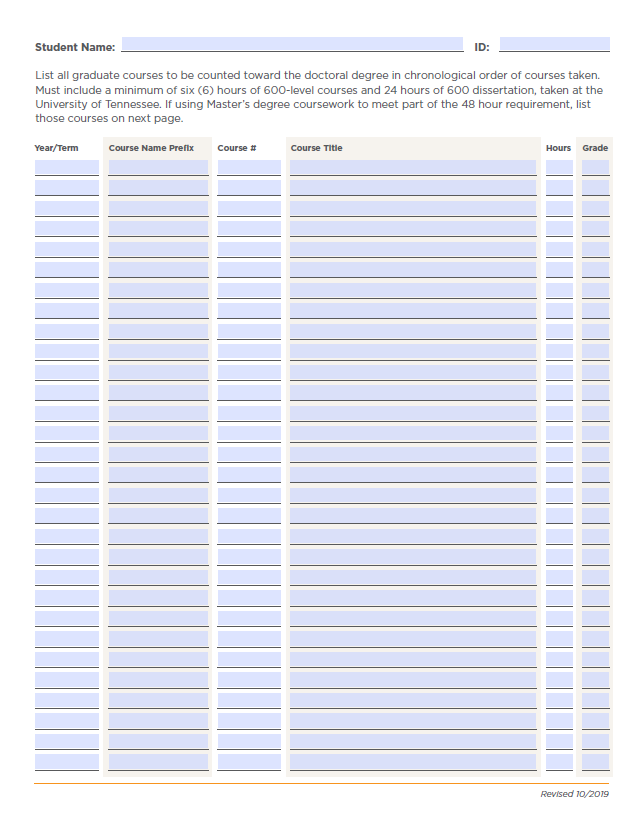 Student Name: ID:
List all graduate courses to be counted toward the doctoral degree in chronological order of courses taken.
Must include a minimum of six (6) hours of 600-level courses and 24 hours of 600 dissertation, taken at the
University of Tennessee. If using Master’s degree coursework to meet part of the 48 hour requirement, list
those courses on next page.
Year/Term Course Name Prefix Course # Course Title Hours Grade
Revised 10/2019